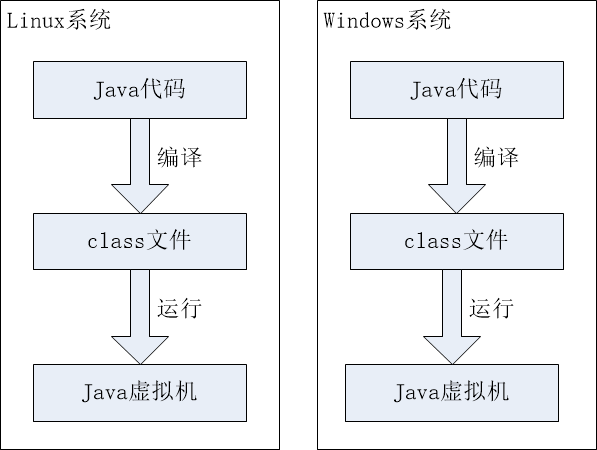 Linux系统
Java代码
编译
class文件
运行
Java虚拟机
Windows系统
Java代码
编译
class文件
运行
Java虚拟机